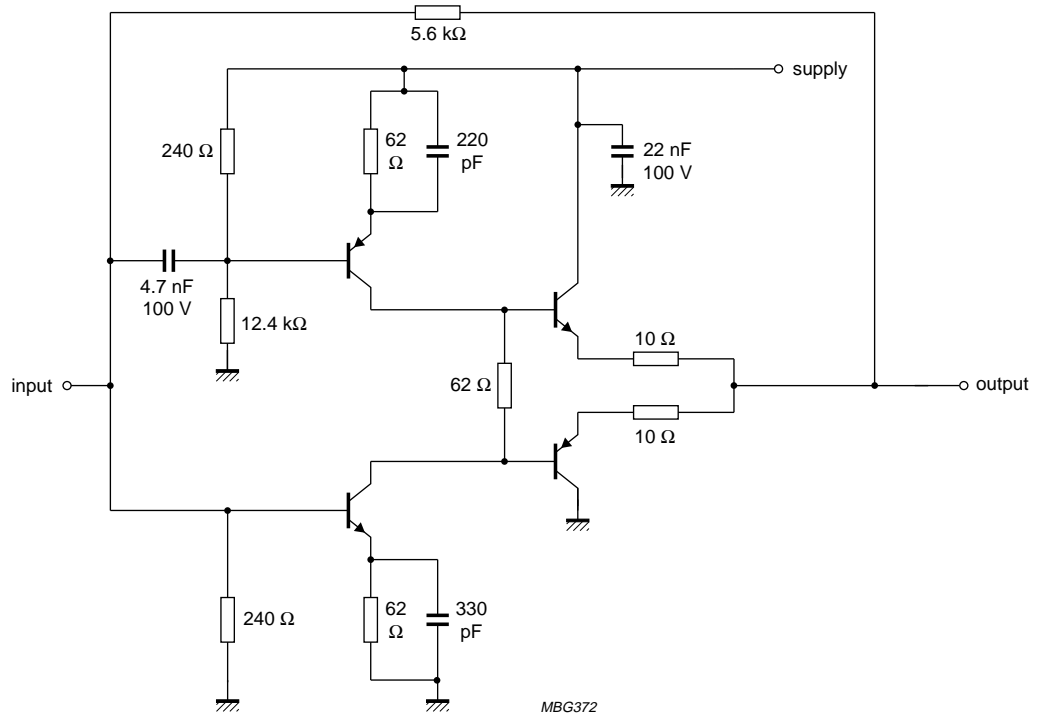 5.6 kΩ
supply
240 Ω
62
Ω
220
pF
22 nF
100 V
4.7 nF
100 V
12.4 kΩ
10 Ω
input
62 Ω
output
10 Ω
240 Ω
62
Ω
330
pF
MBG372